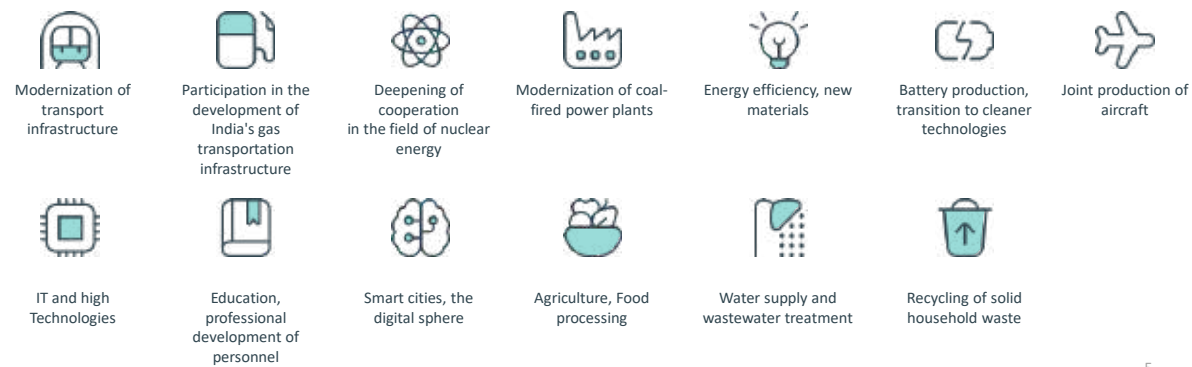 Modernization of
transport
infrastructure
Participation in the
development of
India's gas
transportation
infrastructure
Deepening of
cooperation
in the field of nuclear
energy
Modernization of coal-
fired power plants
Energy efficiency, new
materials
Battery production,
transition to cleaner
technologies
Joint production of
aircraft
IT and high
Technologies
Education,
professional
development of
personnel
Smart cities, the
digital sphere
Agriculture, Food
processing
Water supply and
wastewater treatment
Recycling of solid
household waste